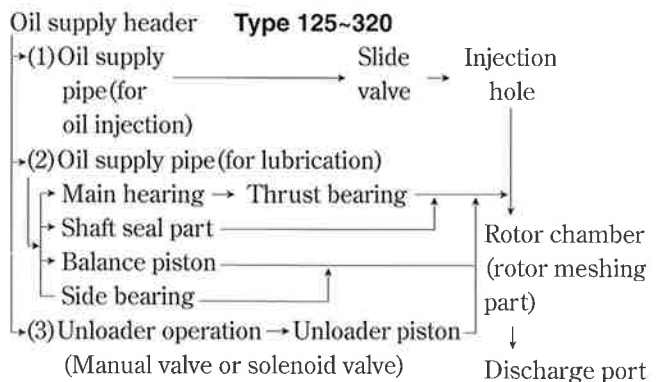 Oil supply header Type 125~320
(1) Oil supply Slide Injection
pipe (for valve hole
oil injection)
(2) Oil supply pipe (for lubrication)
Main hearing Thrust bearing
Shaft seal part
Rotor chamber
Balance piston
(rotor meshing
Side bearing
part)
(3) Unloader operation Unloader piston
(Manual valve or solenoid valve)
Discharge port